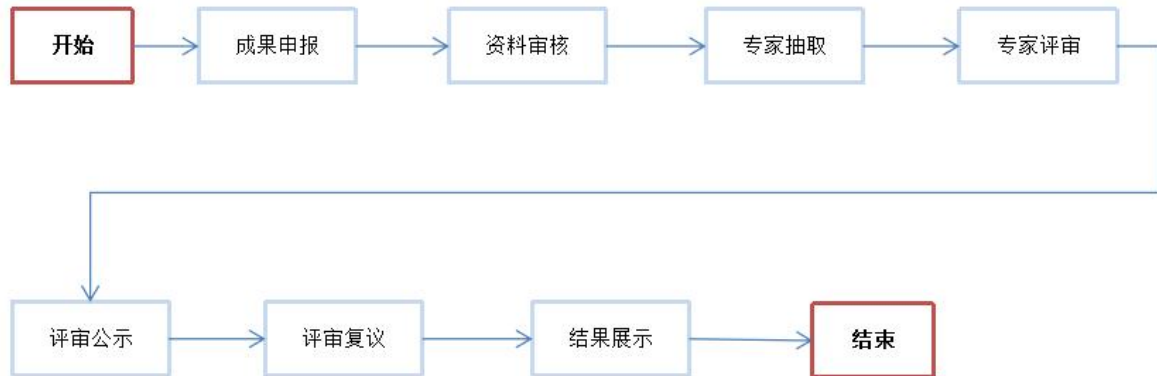 开始
成果申报
资料审核
专家抽取
专家评审
评审公示
评审复议
结果展示
结束